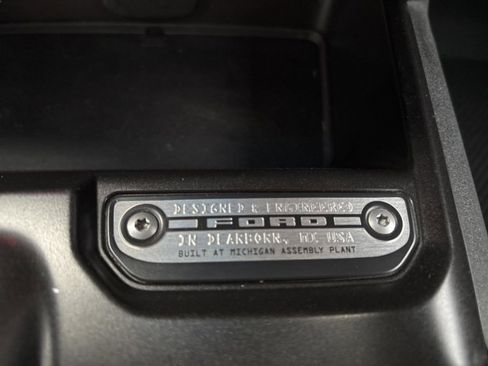 DESIGNED & ENGINEERED
FORD
IN DEARBORN, MI USA
BUILT AT MICHIGAN ASSEMBLY PLANT